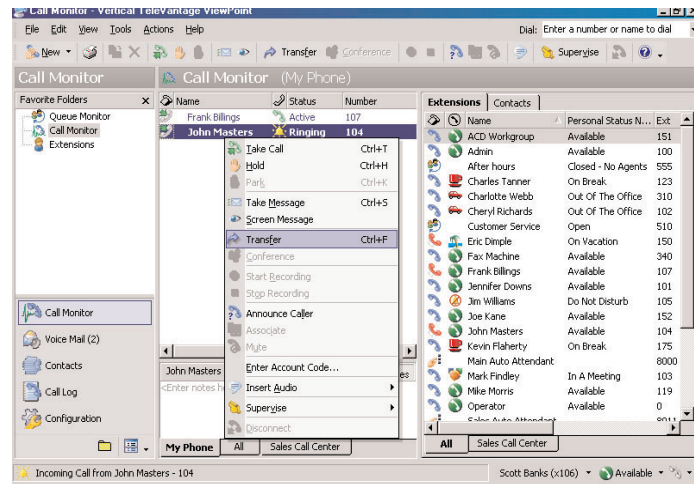 Call Monitor - Vertical TeleVantage ViewPoint
File Edit View Tools Actions Help
Dial: Enter a number or name to dial
New
Transfer
Conference
Supervise
Call Monitor
Call Monitor (My Phone)
Favorite Folders x
Queue Monitor
Call Monitor
Extensions
Name Status Number
Frank Billings Active 107
John Masters Ringing 104
Take Call Ctrl+T
Hold Ctrl+H
Park Ctrl+K
Take Message Ctrl+S
Screen Message
Transfer Ctrl+F
Conference
Start Recording
Stop Recording
Announce Caller
Associate
Mute
Enter Account Code...
Insert Audio
Supervise
Disconnect
John Masters
<Enter notes
My Phone All Sales Call Center
Call Monitor
Voice Mail (2)
Contacts
Call Log
Configuration
Extensions Contacts
Name Personal Status N... Ext
ACD Workgroup Available 151
Admin Available 100
After hours Closed - No Agents 555
Charles Tanner On Break 123
Charlotte Webb Out Of The Office 310
Cheryl Richards Out Of The Office 102
Customer Service Open 510
Eric Dimple On Vacation 150
Fax Machine Available 340
Frank Billings Available 107
Jennifer Downs Available 101
Jim Williams Do Not Disturb 105
Joe Kane Available 152
John Masters Available 104
Kevin Flaherty On Break 175
Main Auto Attendant 8000
Mark Findley In A Meeting 103
Mike Morris Available 119
Operator Available 0
Sales Auto Attendant 8011
All Sales Call Center
Incoming Call from John Masters - 104
Scott Banks (x106) Available